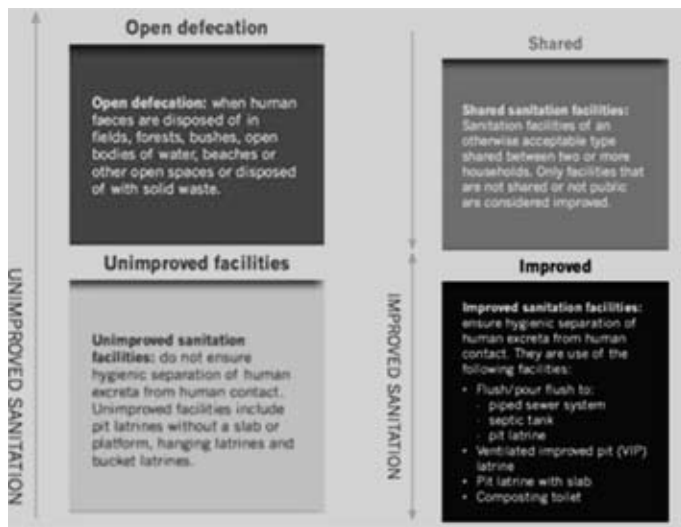 Open defecation
Open defecation: when human
faeces are disposed of in
fields, forests, bushes, open
bodies of water, beaches or
other open spaces or disposed
of with solid waste.
Unimproved facilities
Unimproved sanitation
facilities: do not ensure
hygienic separation of human
excreta from human contact.
Unimproved facilities include
pit latrines without a slab or
platform, hanging latrines and
bucket latrines.
UNIMPROVED SANITATION
Shared
Shared sanitation facilities:
Sanitation facilities of an
otherwise acceptable type
shared between two or more
households. Only facilities that
are not shared or not public
are considered improved.
Improved
Improved sanitation facilities:
ensure hygienic separation of
human excreta from human
contact. They are use of the
following facilities:
• Flush/pour flush to:
- piped sewer system
- septic tank
- pit latrine
• Ventilated improved pit (VIP)
latrine
• Pit latrine with slab
• Composting toilet
IMPROVED SANITATION